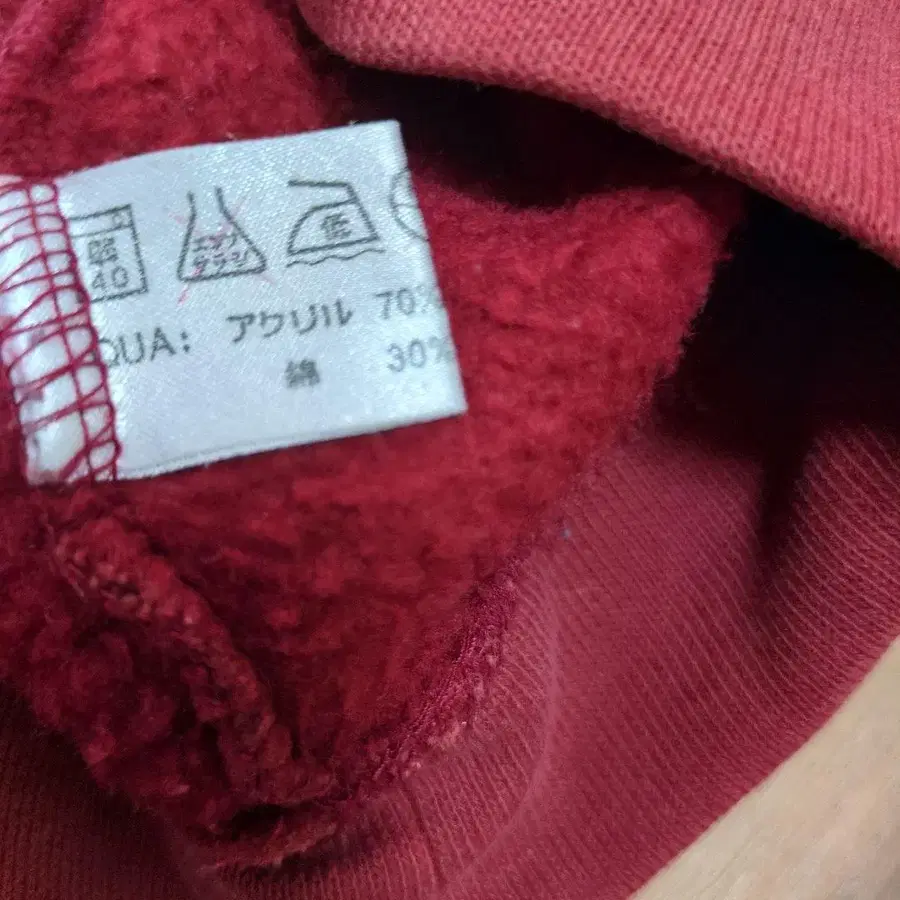 弱
40
エンソ
サラシ
低
QUA: アクリル 70%
綿 30%